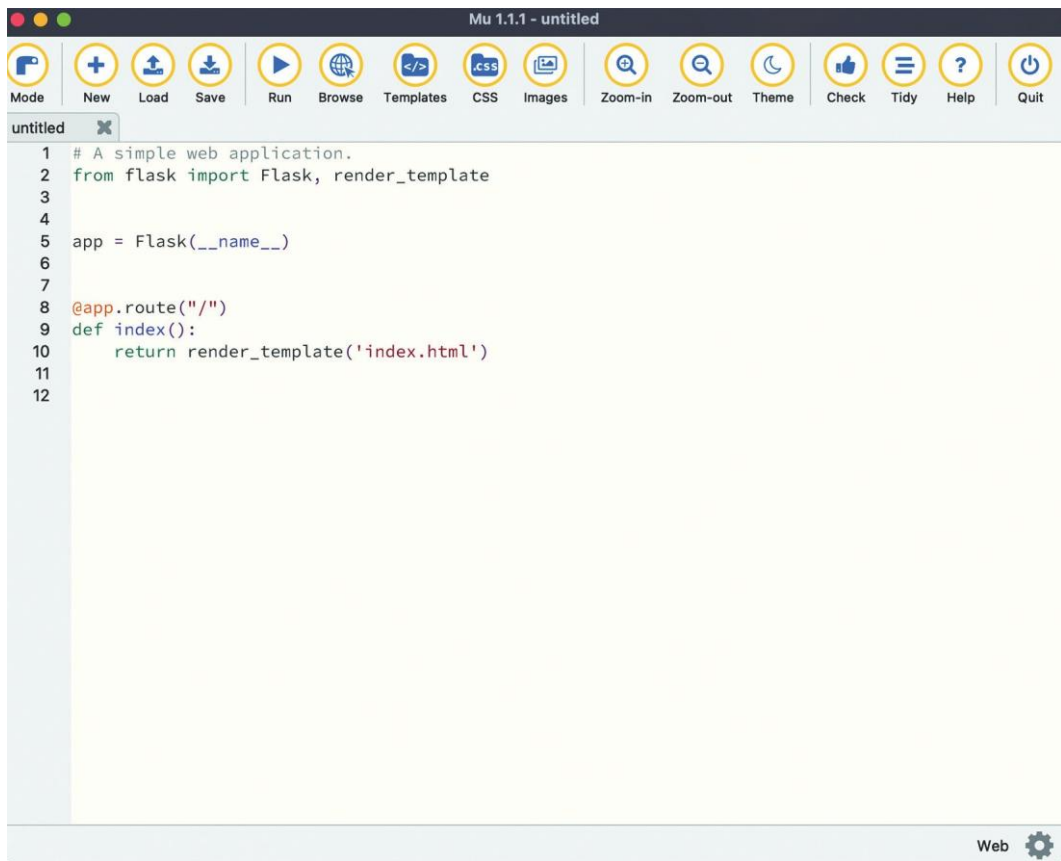 Mu 1.1.1 - untitled
Mode New Load Save Run Browse Templates CSS Images Zoom-in Zoom-out Theme Check Tidy Help Quit
untitled
1 # A simple web application.
2 from flask import Flask, render_template
3
4
5 app = Flask(__name__)
6
7
8 @app.route("/")
9 def index():
10     return render_template('index.html')
11
12
Web